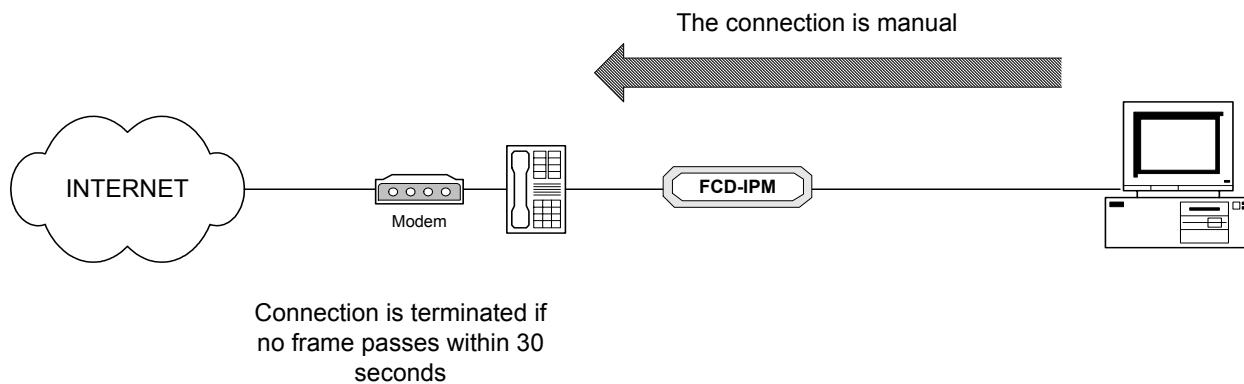 The connection is manual
INTERNET
Modem
FCD-IPM
Connection is terminated if
no frame passes within 30
seconds